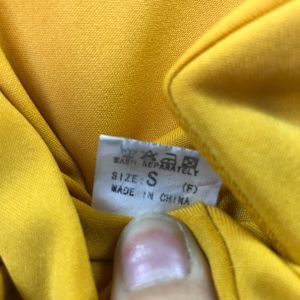 WASH SEPARATELY
SIZE: S (F)
MADE IN CHINA